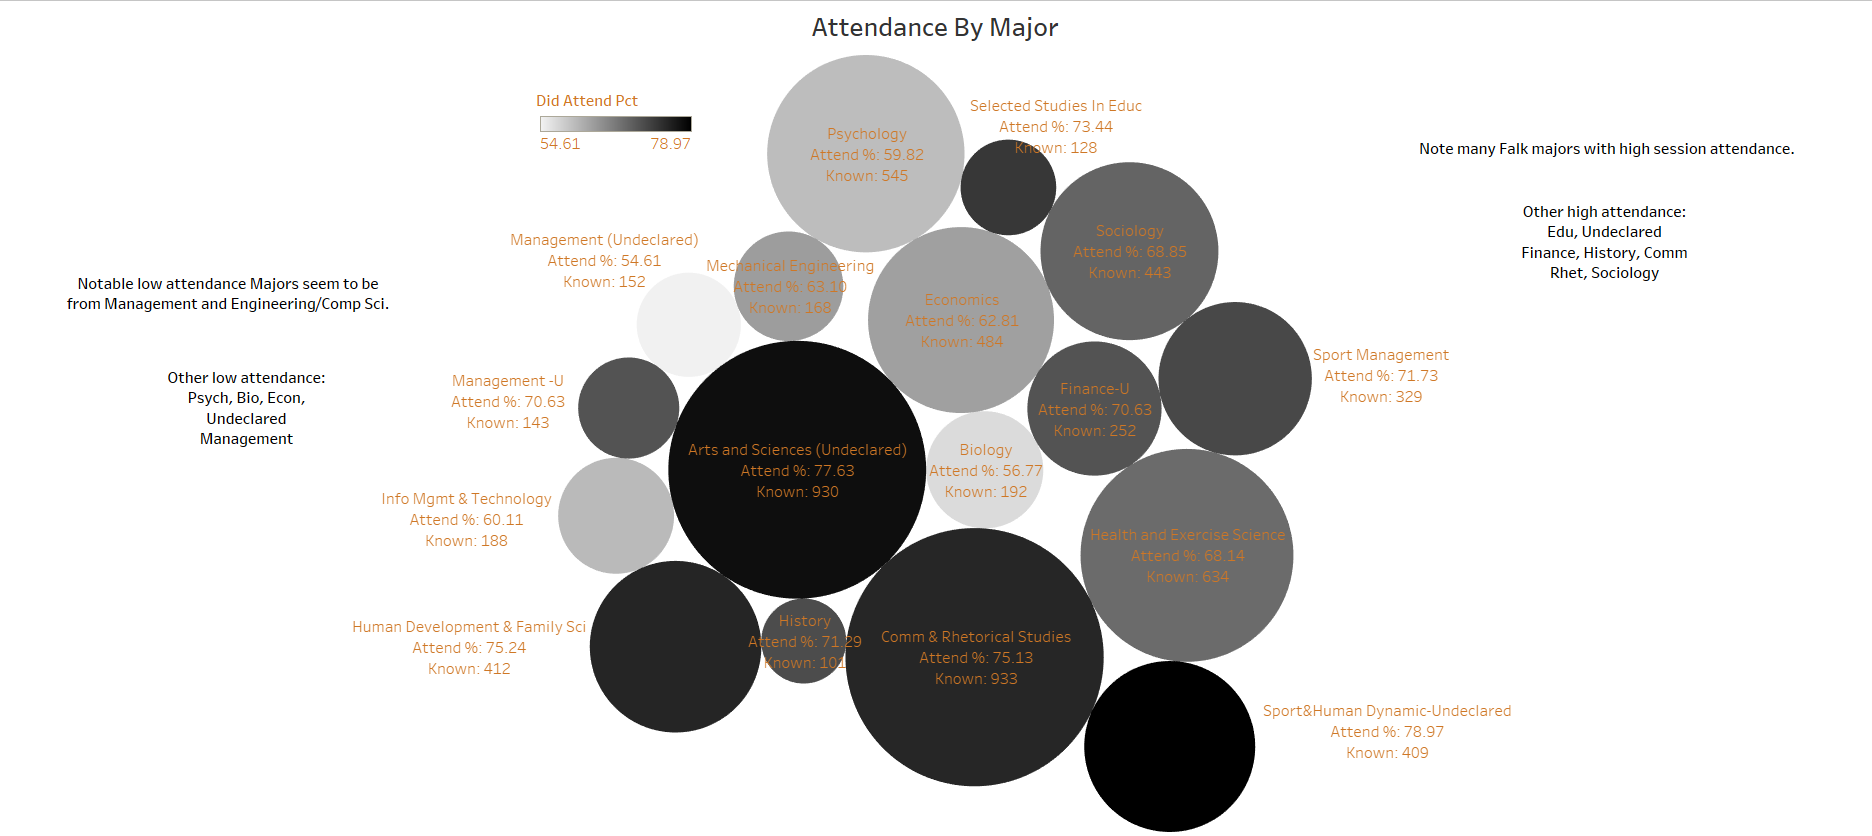 Attendance By Major
Did Attend Pct
54.61 78.97
Psychology
Attend %: 59.82
Known: 545
Selected Studies In Educ
Attend %: 73.44
Known: 128
Note many Falk majors with high session attendance.
Other high attendance:
Edu, Undeclared
Finance, History, Comm
Rhet, Sociology
Sociology
Attend %: 68.85
Known: 443
Management (Undeclared)
Attend %: 54.61
Known: 152
Mechanical Engineering
Attend %: 63.10
Known: 168
Notable low attendance Majors seem to be
from Management and Engineering/Comp Sci.
Other low attendance:
Psych, Bio, Econ,
Undeclared
Management
Economics
Attend %: 62.81
Known: 484
Sport Management
Attend %: 71.73
Known: 329
Management -U
Attend %: 70.63
Known: 143
Finance-U
Attend %: 70.63
Known: 252
Arts and Sciences (Undeclared)
Attend %: 77.63
Known: 930
Biology
Attend %: 56.77
Known: 192
Info Mgmt & Technology
Attend %: 60.11
Known: 188
Health and Exercise Science
Attend %: 68.14
Known: 634
Human Development & Family Sci
Attend %: 75.24
Known: 412
History
Attend %: 71.29
Known: 101
Comm & Rhetorical Studies
Attend %: 75.13
Known: 933
Sport&Human Dynamic-Undeclared
Attend %: 78.97
Known: 409